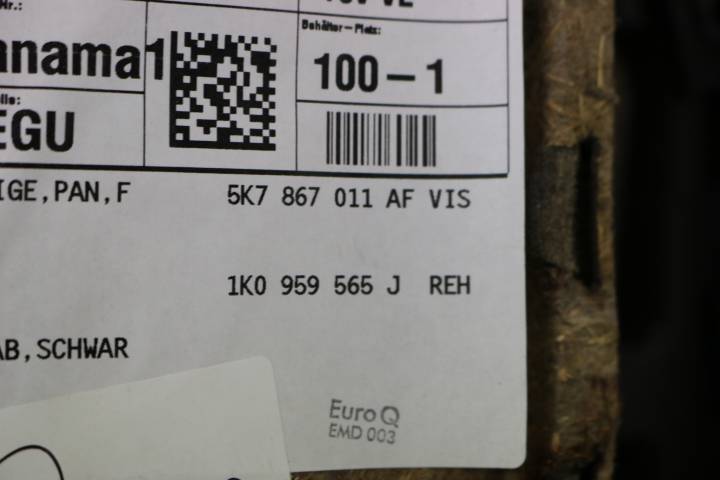 Nr.:
Behälter-Platz:
anama1
100-1
lle:
EGU
IGE,PAN,F 5K7 867 011 AF VIS
1K0 959 565 J REH
AB,SCHWAR
Euro Q
EMD 003